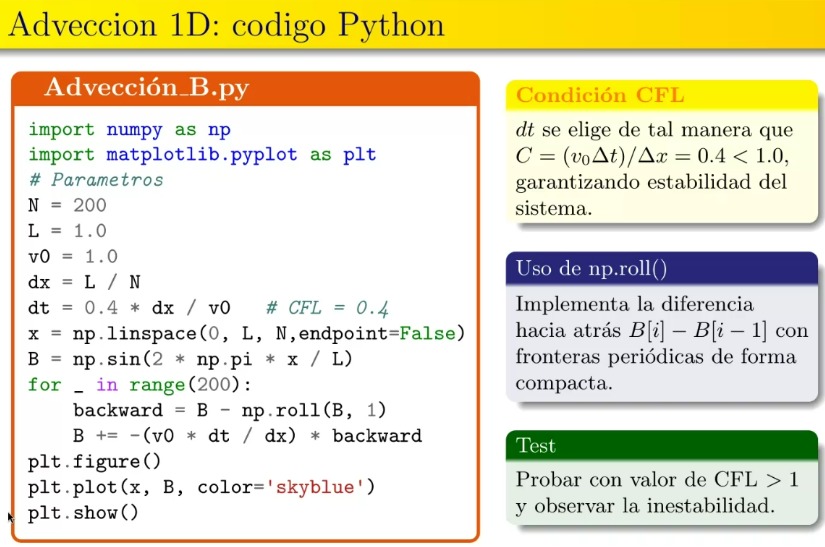 Adveccion 1D: codigo Python
Advección_B.py
import numpy as np
import matplotlib.pyplot as plt
# Parametros
N = 200
L = 1.0
v0 = 1.0
dx = L / N
dt = 0.4 * dx / v0   # CFL = 0.4
x = np.linspace(0, L, N,endpoint=False)
B = np.sin(2 * np.pi * x / L)
for _ in range(200):
    backward = B - np.roll(B, 1)
    B += -(v0 * dt / dx) * backward
plt.figure()
plt.plot(x, B, color='skyblue')
plt.show()
Condición CFL
dt se elige de tal manera que
C = (v₀Δt)/Δx = 0.4 < 1.0,
garantizando estabilidad del
sistema.
Uso de np.roll()
Implementa la diferencia
hacia atrás B[i] − B[i − 1] con
fronteras periódicas de forma
compacta.
Test
Probar con valor de CFL > 1
y observar la inestabilidad.